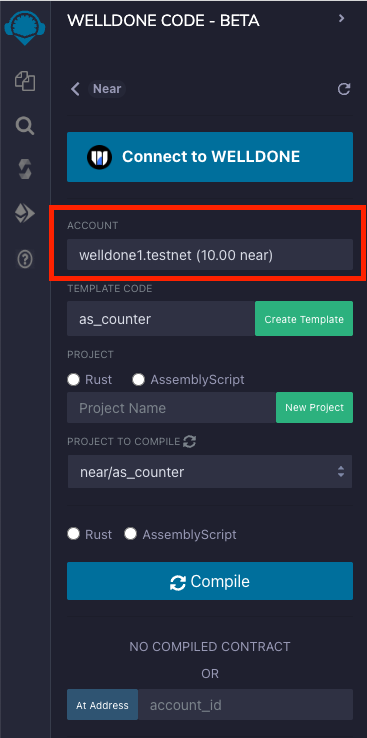 WELLDONE CODE - BETA
Near
Connect to WELLDONE
ACCOUNT
welldone1.testnet (10.00 near)
TEMPLATE CODE
as_counter
Create Template
PROJECT
Rust AssemblyScript
Project Name
New Project
PROJECT TO COMPILE
near/as_counter
Rust AssemblyScript
Compile
NO COMPILED CONTRACT
OR
At Address
account_id